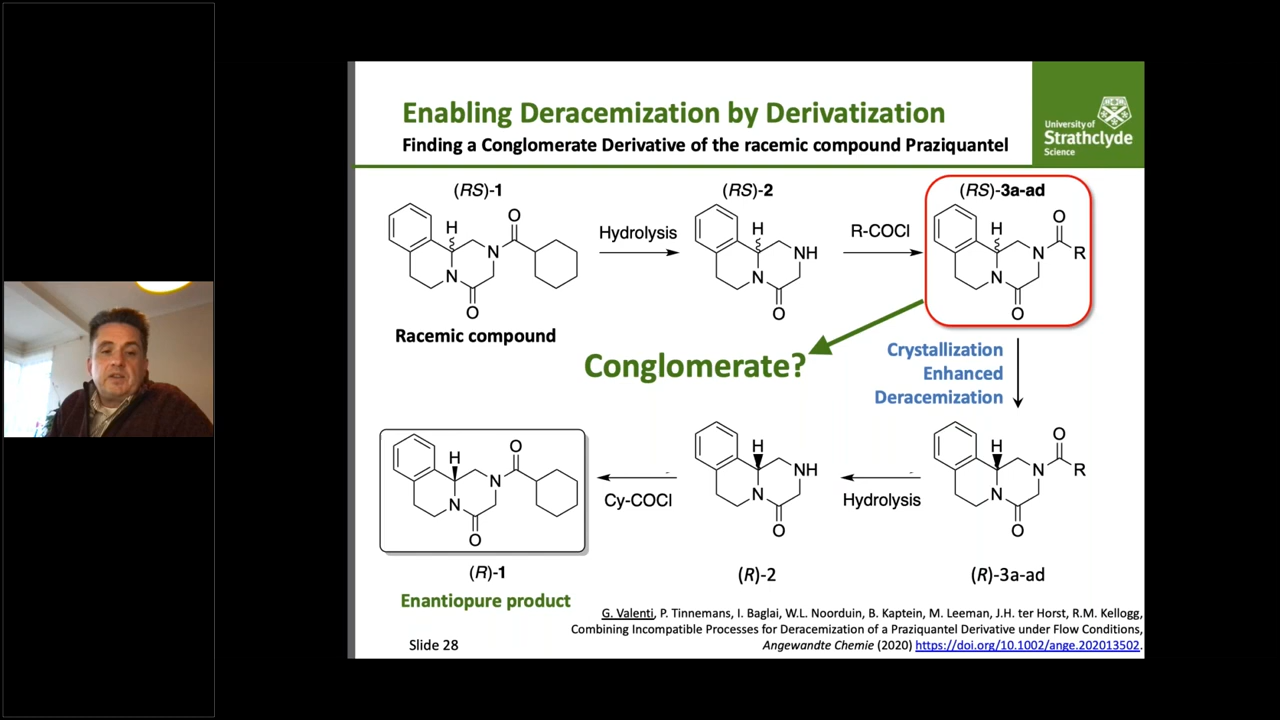 Enabling Deracemization by Derivatization
Finding a Conglomerate Derivative of the racemic compound Praziquantel
University of
Strathclyde
Science
(RS)-1
(RS)-2
(RS)-3a-ad
H
O
N
N
O
Hydrolysis
H
NH
N
O
R-COCl
H
O
N
R
N
O
Racemic compound
Conglomerate?
Crystallization
Enhanced
Deracemization
H
O
N
N
O
Cy-COCl
H
NH
N
O
Hydrolysis
H
O
N
R
N
O
(R)-1
(R)-2
(R)-3a-ad
Enantiopure product
G. Valenti, P. Tinnemans, I. Baglai, W.L. Noorduin, B. Kaptein, M. Leeman, J.H. ter Horst, R.M. Kellogg,
Combining Incompatible Processes for Deracemization of a Praziquantel Derivative under Flow Conditions,
Angewandte Chemie (2020) https://doi.org/10.1002/ange.202013502.
Slide 28